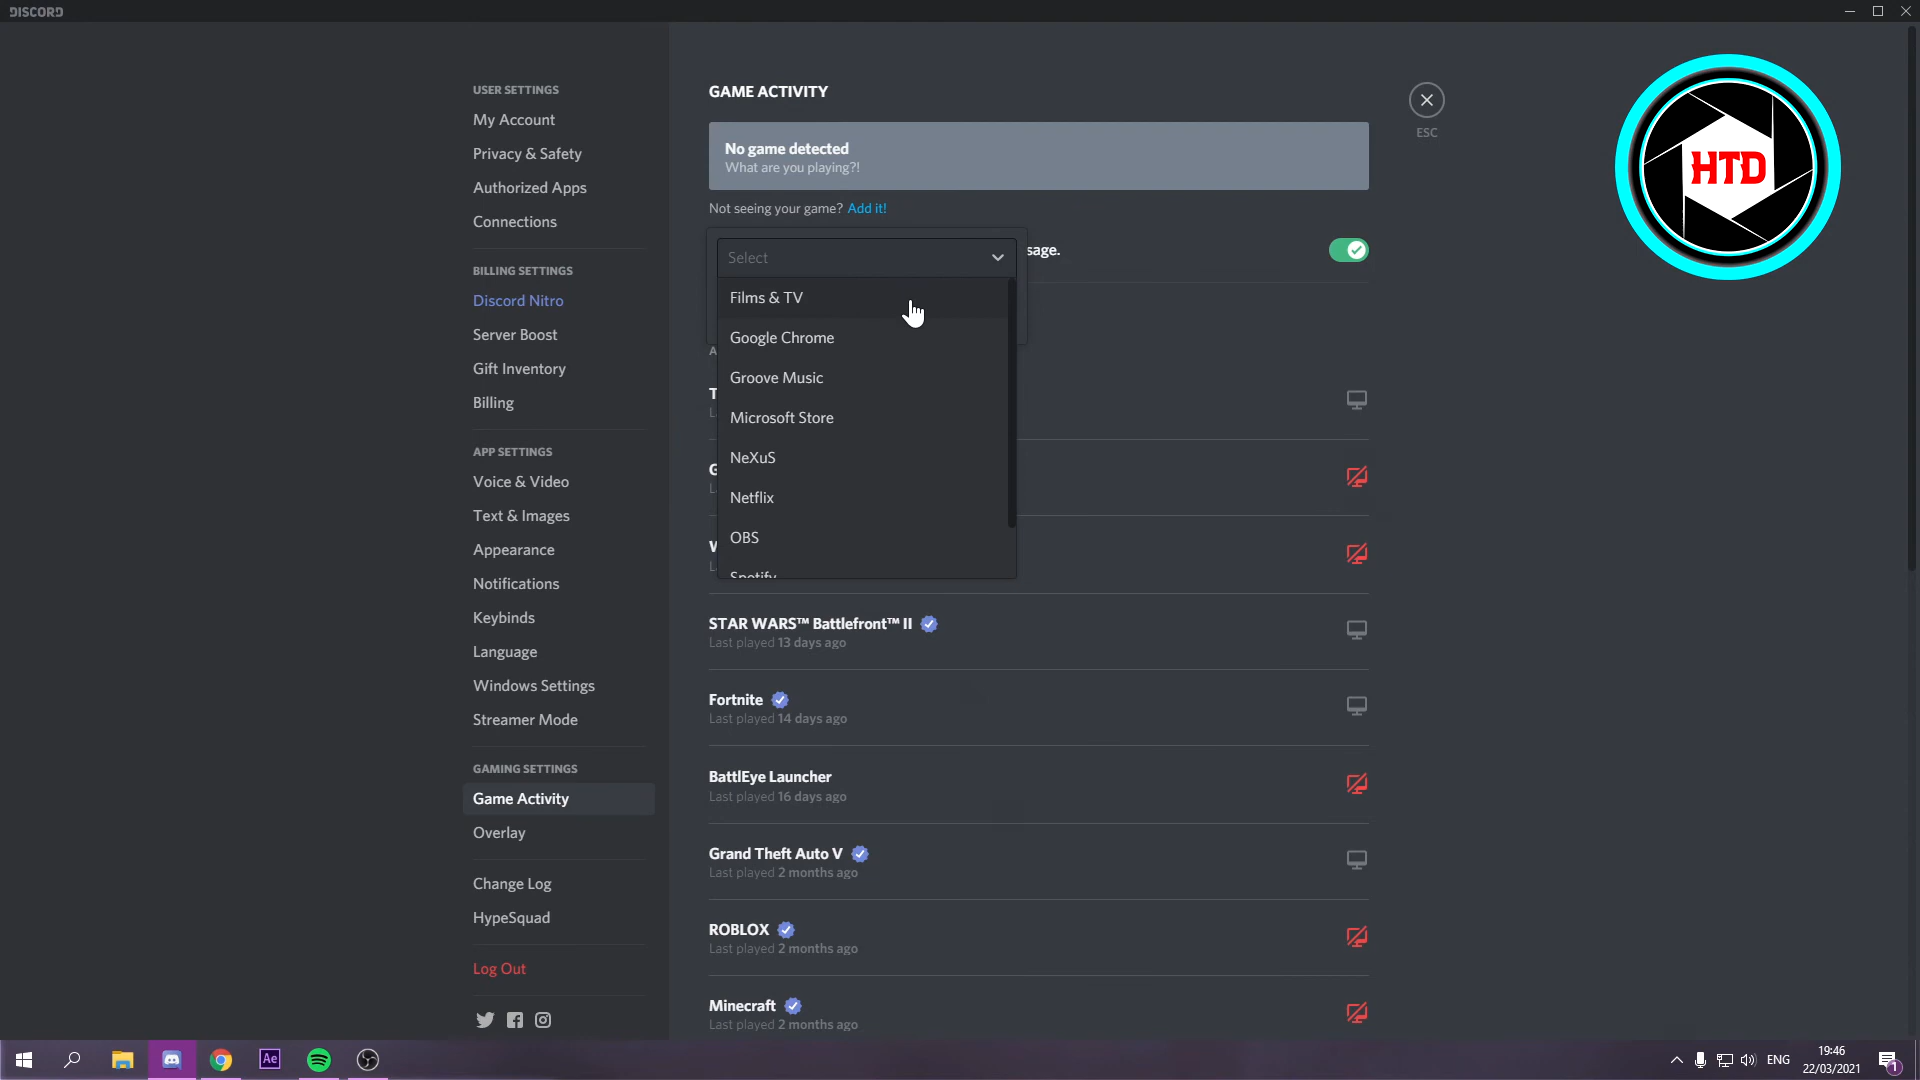 DISCORD
USER SETTINGS
My Account
Privacy & Safety
Authorized Apps
Connections
BILLING SETTINGS
Discord Nitro
Server Boost
Gift Inventory
Billing
APP SETTINGS
Voice & Video
Text & Images
Appearance
Notifications
Keybinds
Language
Windows Settings
Streamer Mode
GAMING SETTINGS
Game Activity
Overlay
Change Log
HypeSquad
Log Out
GAME ACTIVITY
No game detected
What are you playing?!
Not seeing your game? Add it!
sage.
Select
Films & TV
Google Chrome
Groove Music
Microsoft Store
NeXuS
Netflix
OBS
Spotify
STAR WARS™ Battlefront™ II
Last played 13 days ago
Fortnite
Last played 14 days ago
BattlEye Launcher
Last played 16 days ago
Grand Theft Auto V
Last played 2 months ago
ROBLOX
Last played 2 months ago
Minecraft
Last played 2 months ago
ESC
HTD
Ae
ENG
19:46
22/03/2021
1